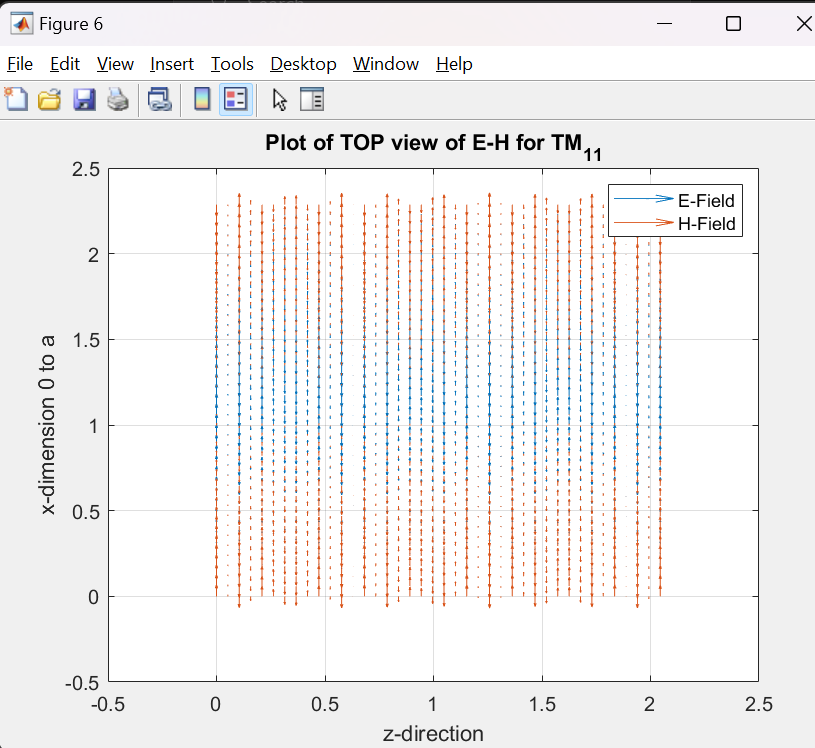 Figure 6
File Edit View Insert Tools Desktop Window Help
Plot of TOP view of E-H for TM11
E-Field
H-Field
2.5
2
1.5
1
0.5
0
-0.5
x-dimension 0 to a
-0.5 0 0.5 1 1.5 2 2.5
z-direction